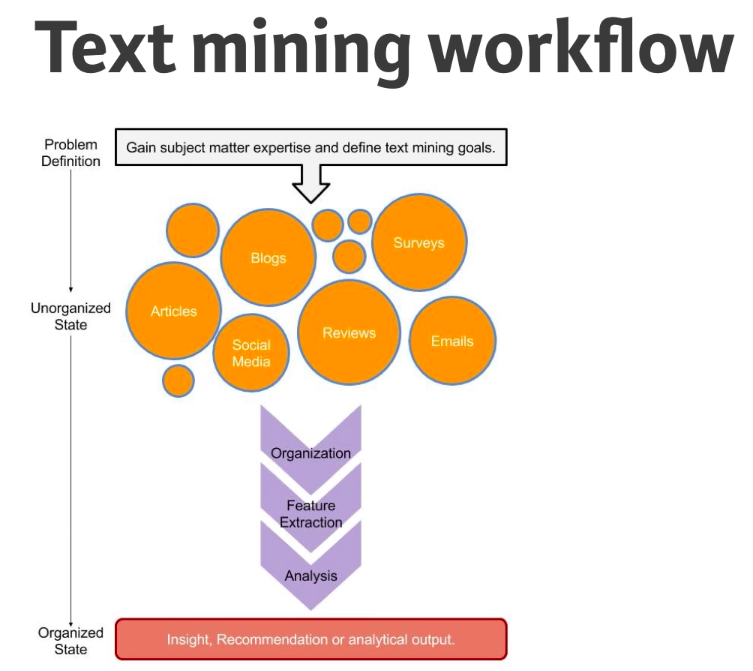 Text mining workflow
Problem
Definition
Gain subject matter expertise and define text mining goals.
Blogs
Surveys
Unorganized
State
Articles
Social
Media
Reviews
Emails
Organization
Feature
Extraction
Analysis
Organized
State
Insight, Recommendation or analytical output.